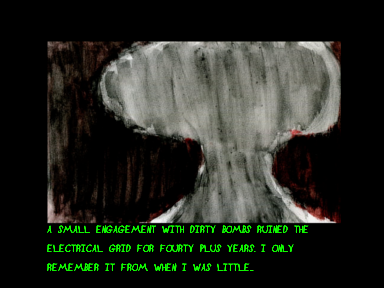 A SMALL ENGAGEMENT WITH DIRTY BOMBS RUINED THE
ELECTRICAL GRID FOR FOURTY PLUS YEARS. I ONLY
REMEMBER IT FROM WHEN I WAS LITTLE...